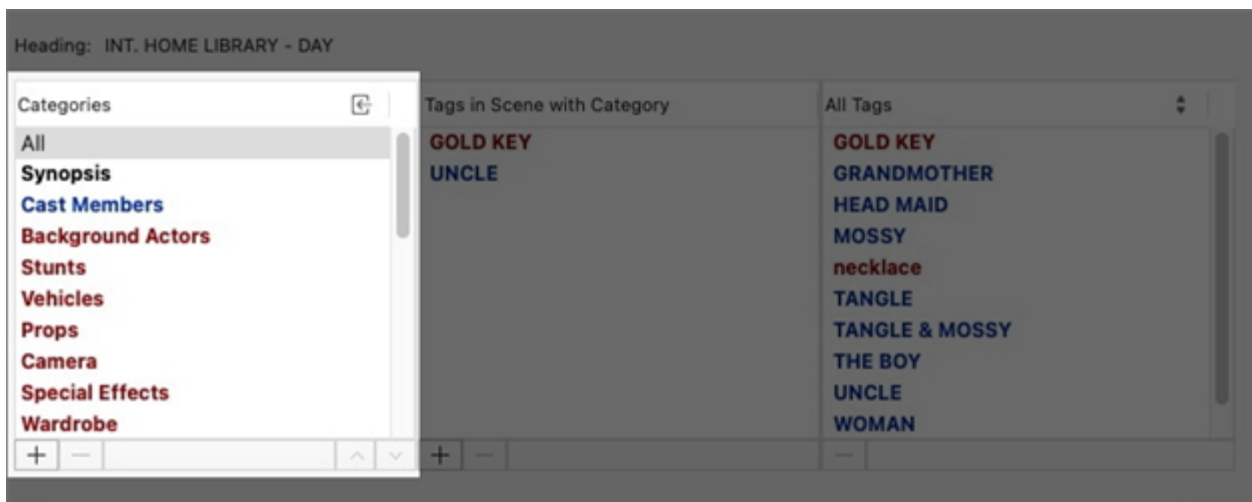 Heading: INT. HOME LIBRARY - DAY
Categories
All
Synopsis
Cast Members
Background Actors
Stunts
Vehicles
Props
Camera
Special Effects
Wardrobe
Tags in Scene with Category
GOLD KEY
UNCLE
All Tags
GOLD KEY
GRANDMOTHER
HEAD MAID
MOSSY
necklace
TANGLE
TANGLE & MOSSY
THE BOY
UNCLE
WOMAN